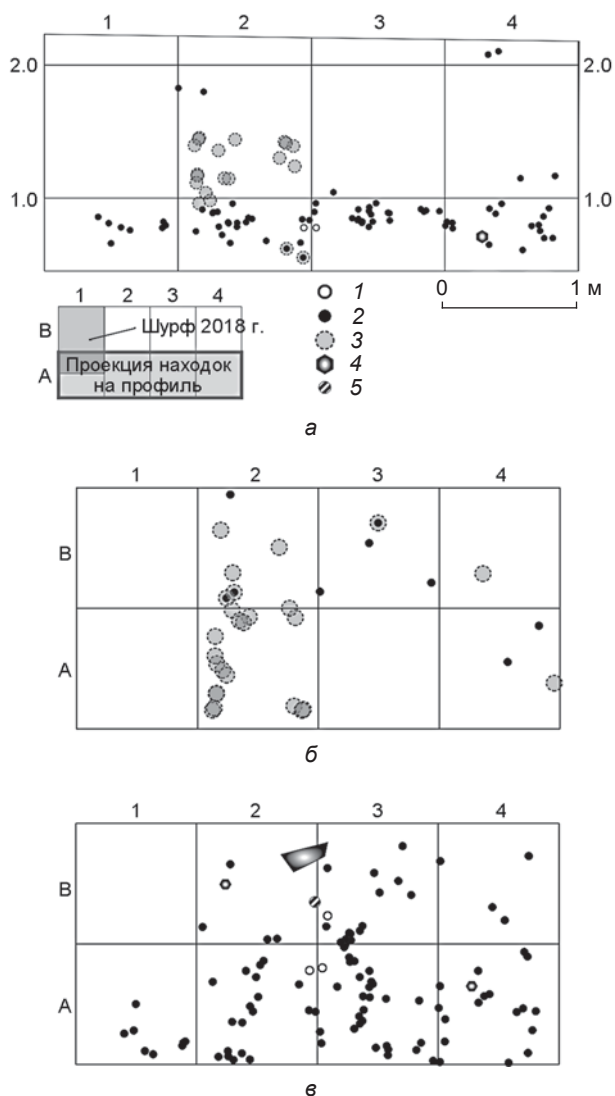 1 2 3 4
2.0 2.0
1.0 1.0
0 1 м
1 2 3 4
В
Шурф 2018 г.
А
Проекция находок
на профиль
1
2
3
4
5
а
1 2 3 4
В
А
б
1 2 3 4
В
А
в